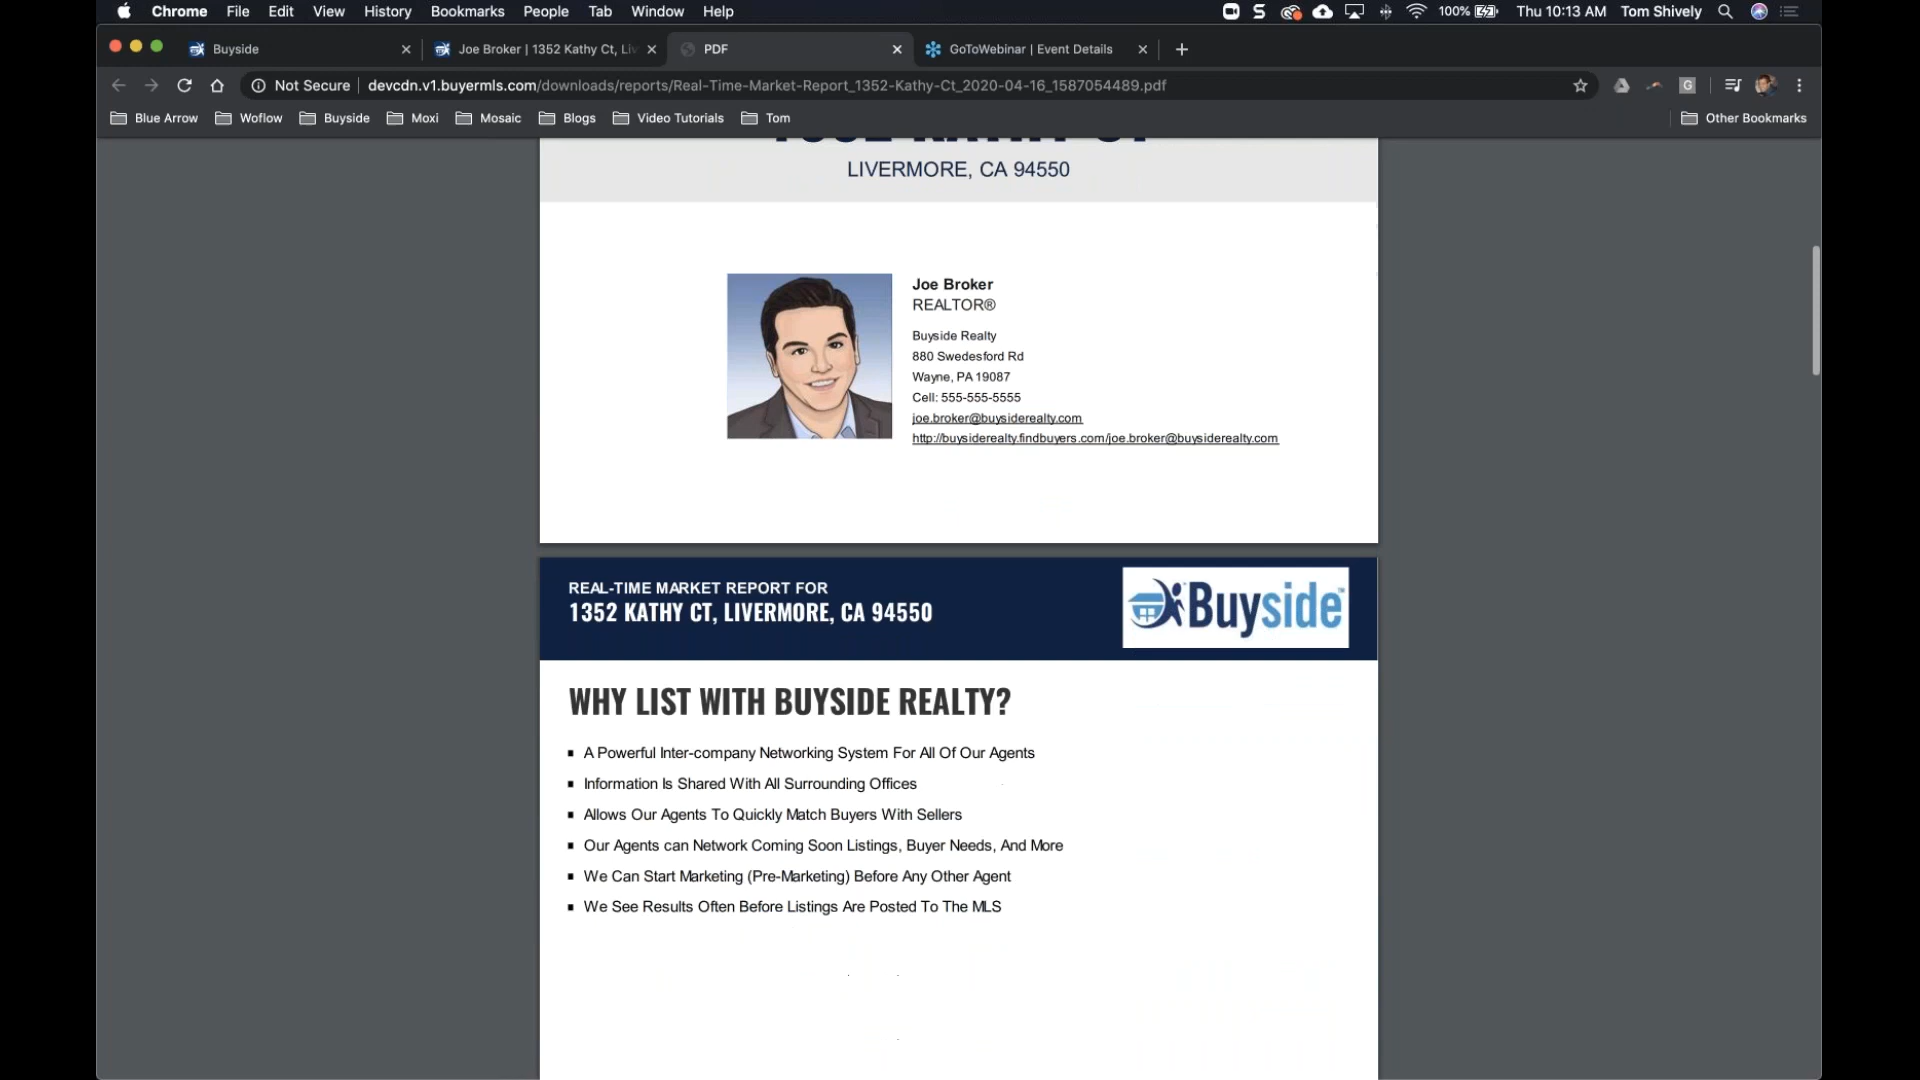 Chrome File Edit View History Bookmarks People Tab Window Help 100% Thu 10:13 AM Tom Shively
Buyside Joe Broker | 1352 Kathy Ct, Liv PDF GoToWebinar | Event Details
Not Secure devcdn.v1.buyermls.com/downloads/reports/Real-Time-Market-Report_1352-Kathy-Ct_2020-04-16_1587054489.pdf
Blue Arrow Woflow Buyside Moxi Mosaic Blogs Video Tutorials Tom Other Bookmarks
1352 KATHY CT
LIVERMORE, CA 94550
Joe Broker
REALTOR®
Buyside Realty
880 Swedesford Rd
Wayne, PA 19087
Cell: 555-555-5555
joe.broker@buysiderealty.com
http://buysiderealty.findbuyers.com/joe.broker@buysiderealty.com
REAL-TIME MARKET REPORT FOR
1352 KATHY CT, LIVERMORE, CA 94550
Buyside™
WHY LIST WITH BUYSIDE REALTY?
▪ A Powerful Inter-company Networking System For All Of Our Agents
▪ Information Is Shared With All Surrounding Offices
▪ Allows Our Agents To Quickly Match Buyers With Sellers
▪ Our Agents can Network Coming Soon Listings, Buyer Needs, And More
▪ We Can Start Marketing (Pre-Marketing) Before Any Other Agent
▪ We See Results Often Before Listings Are Posted To The MLS